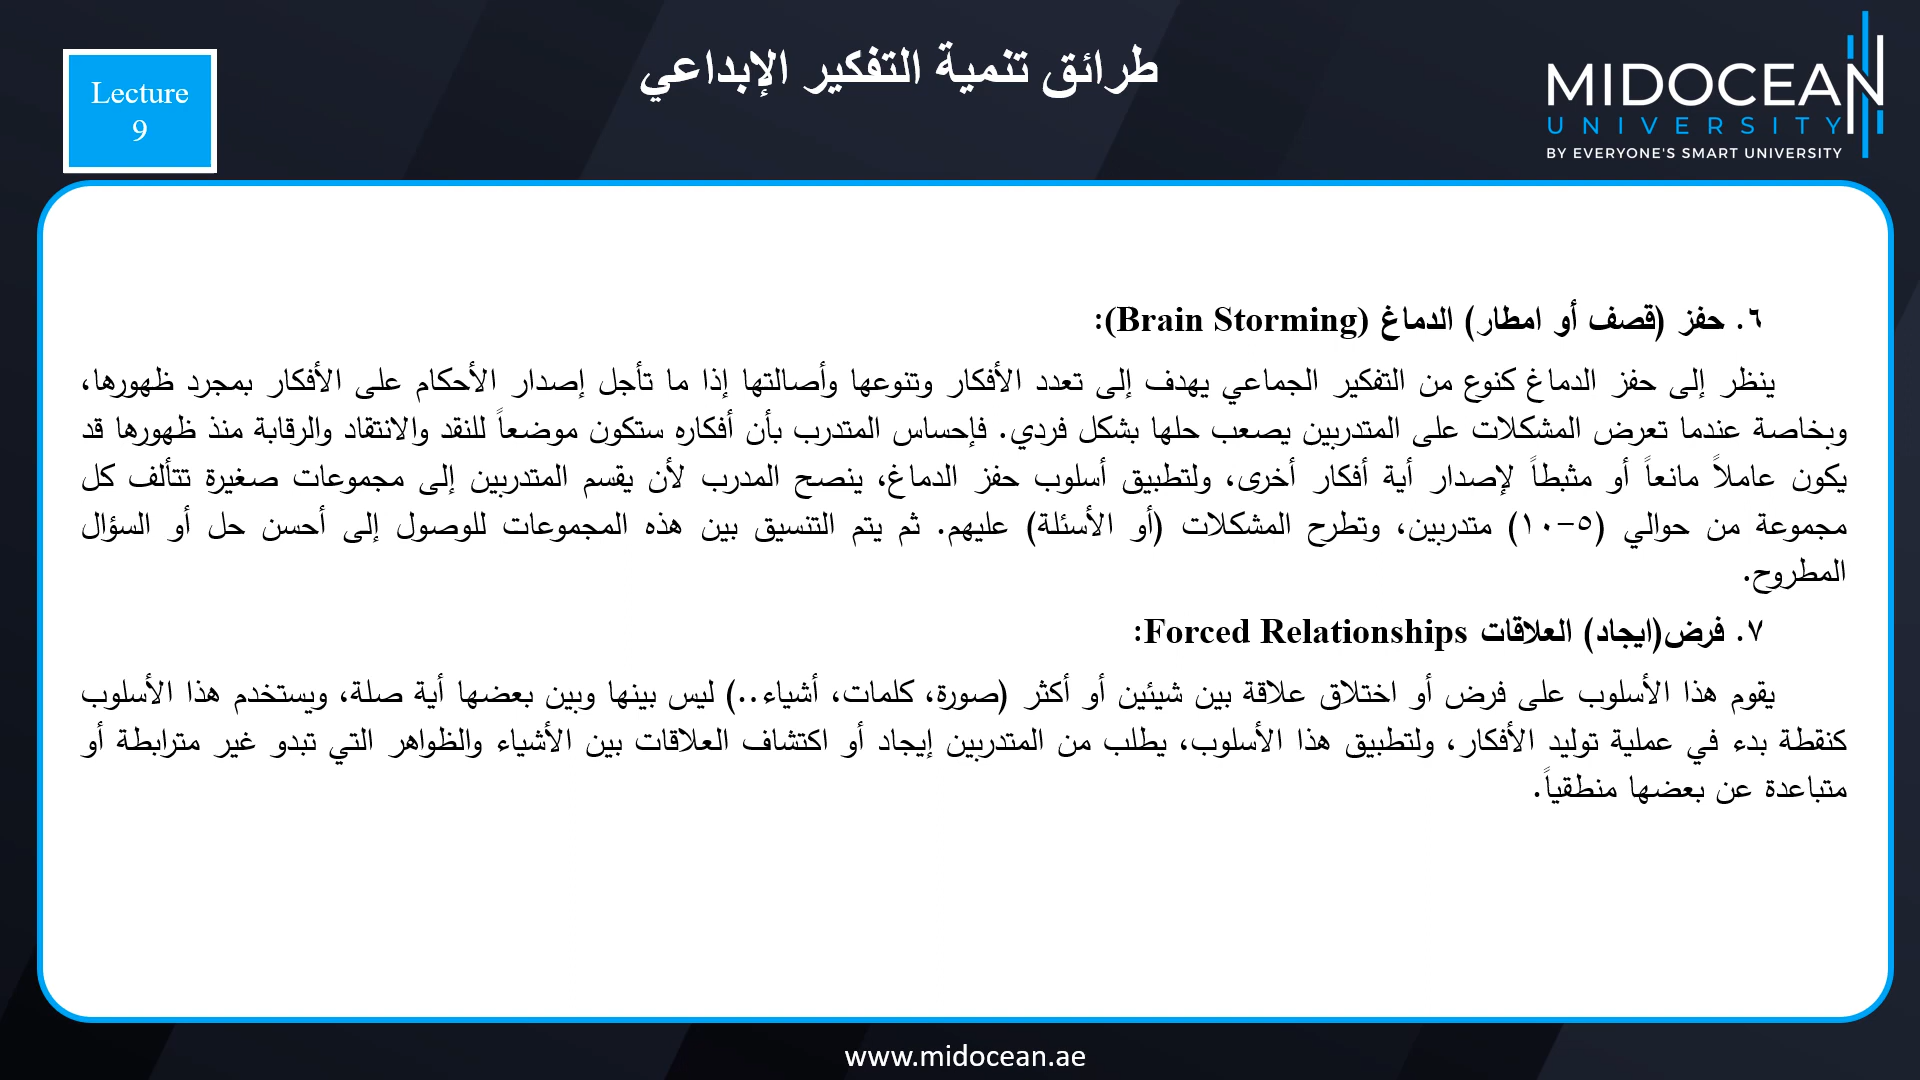 Lecture
9
طرائق تنمية التفكير الإبداعي
MIDOCEAN
UNIVERSITY
BY EVERYONE'S SMART UNIVERSITY
٦. حفز (قصف أو امطار) الدماغ (Brain Storming):
ينظر إلى حفز الدماغ كنوع من التفكير الجماعي يهدف إلى تعدد الأفكار وتنوعها وأصالتها إذا ما تأجل إصدار الأحكام على الأفكار بمجرد ظهورها،
وبخاصة عندما تعرض المشكلات على المتدربين يصعب حلها بشكل فردي. فإحساس المتدرب بأن أفكاره ستكون موضعاً للنقد والانتقاد والرقابة منذ ظهورها قد
يكون عاملاً مانعاً أو مثبطاً لإصدار أية أفكار أخرى، ولتطبيق أسلوب حفز الدماغ، ينصح المدرب لأن يقسم المتدربين إلى مجموعات صغيرة تتألف كل
مجموعة من حوالي (٥-١٠) متدربين، وتطرح المشكلات (أو الأسئلة) عليهم. ثم يتم التنسيق بين هذه المجموعات للوصول إلى أحسن حل أو السؤال
المطروح.
٧. فرض(ايجاد) العلاقات Forced Relationships:
يقوم هذا الأسلوب على فرض أو اختلاق علاقة بين شيئين أو أكثر (صورة، كلمات، أشياء..) ليس بينها وبين بعضها أية صلة، ويستخدم هذا الأسلوب
كنقطة بدء في عملية توليد الأفكار، ولتطبيق هذا الأسلوب، يطلب من المتدربين إيجاد أو اكتشاف العلاقات بين الأشياء والظواهر التي تبدو غير مترابطة أو
متباعدة عن بعضها منطقياً.
www.midocean.ae